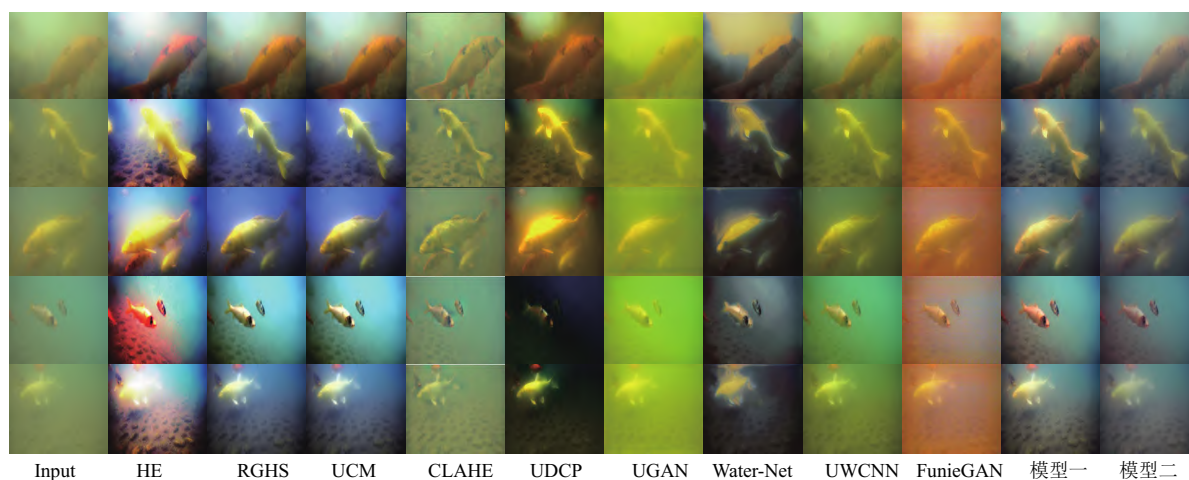 Input HE RGHS UCM CLAHE UDCP UGAN Water-Net UWCNN FunieGAN 模型一 模型二